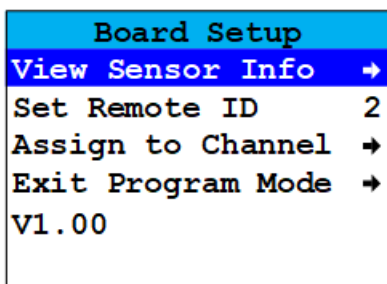 Board Setup
View Sensor Info →
Set Remote ID 2
Assign to Channel →
Exit Program Mode →
V1.00